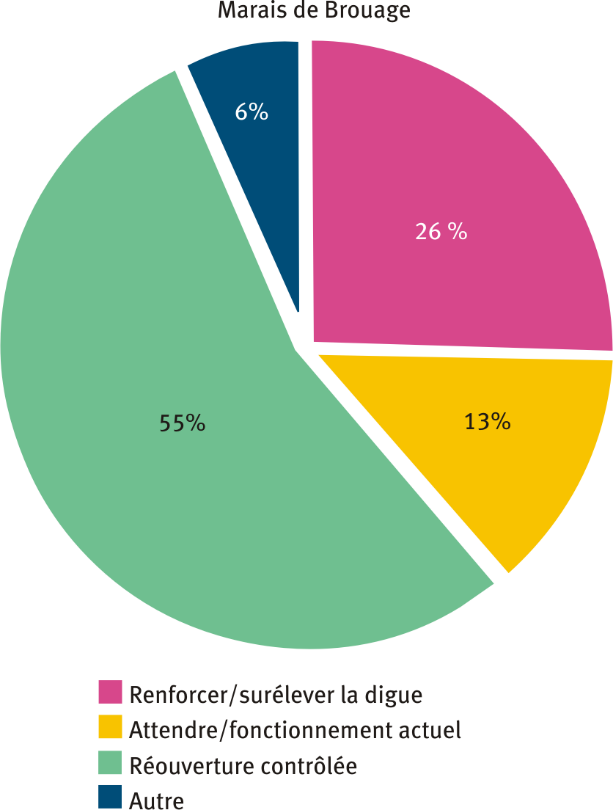 Marais de Brouage
6%
26 %
55%
13%
Renforcer/surélever la digue
Attendre/fonctionnement actuel
Réouverture contrôlée
Autre